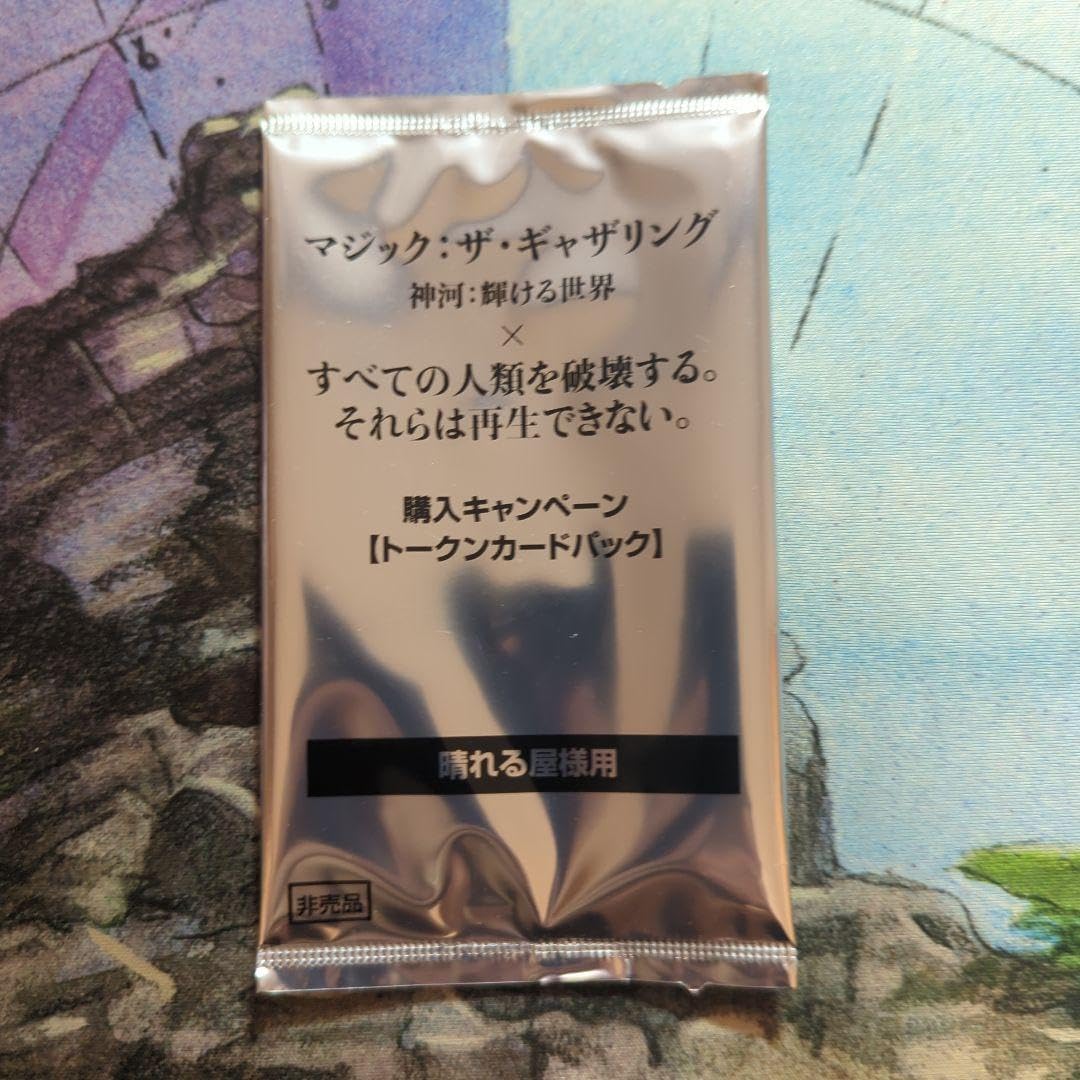 マジック：ザ・ギャザリング
神河：輝ける世界
×
すべての人類を破壊する。
それらは再生できない。
購入キャンペーン
【トークンカードパック】
晴れる屋様用
非売品